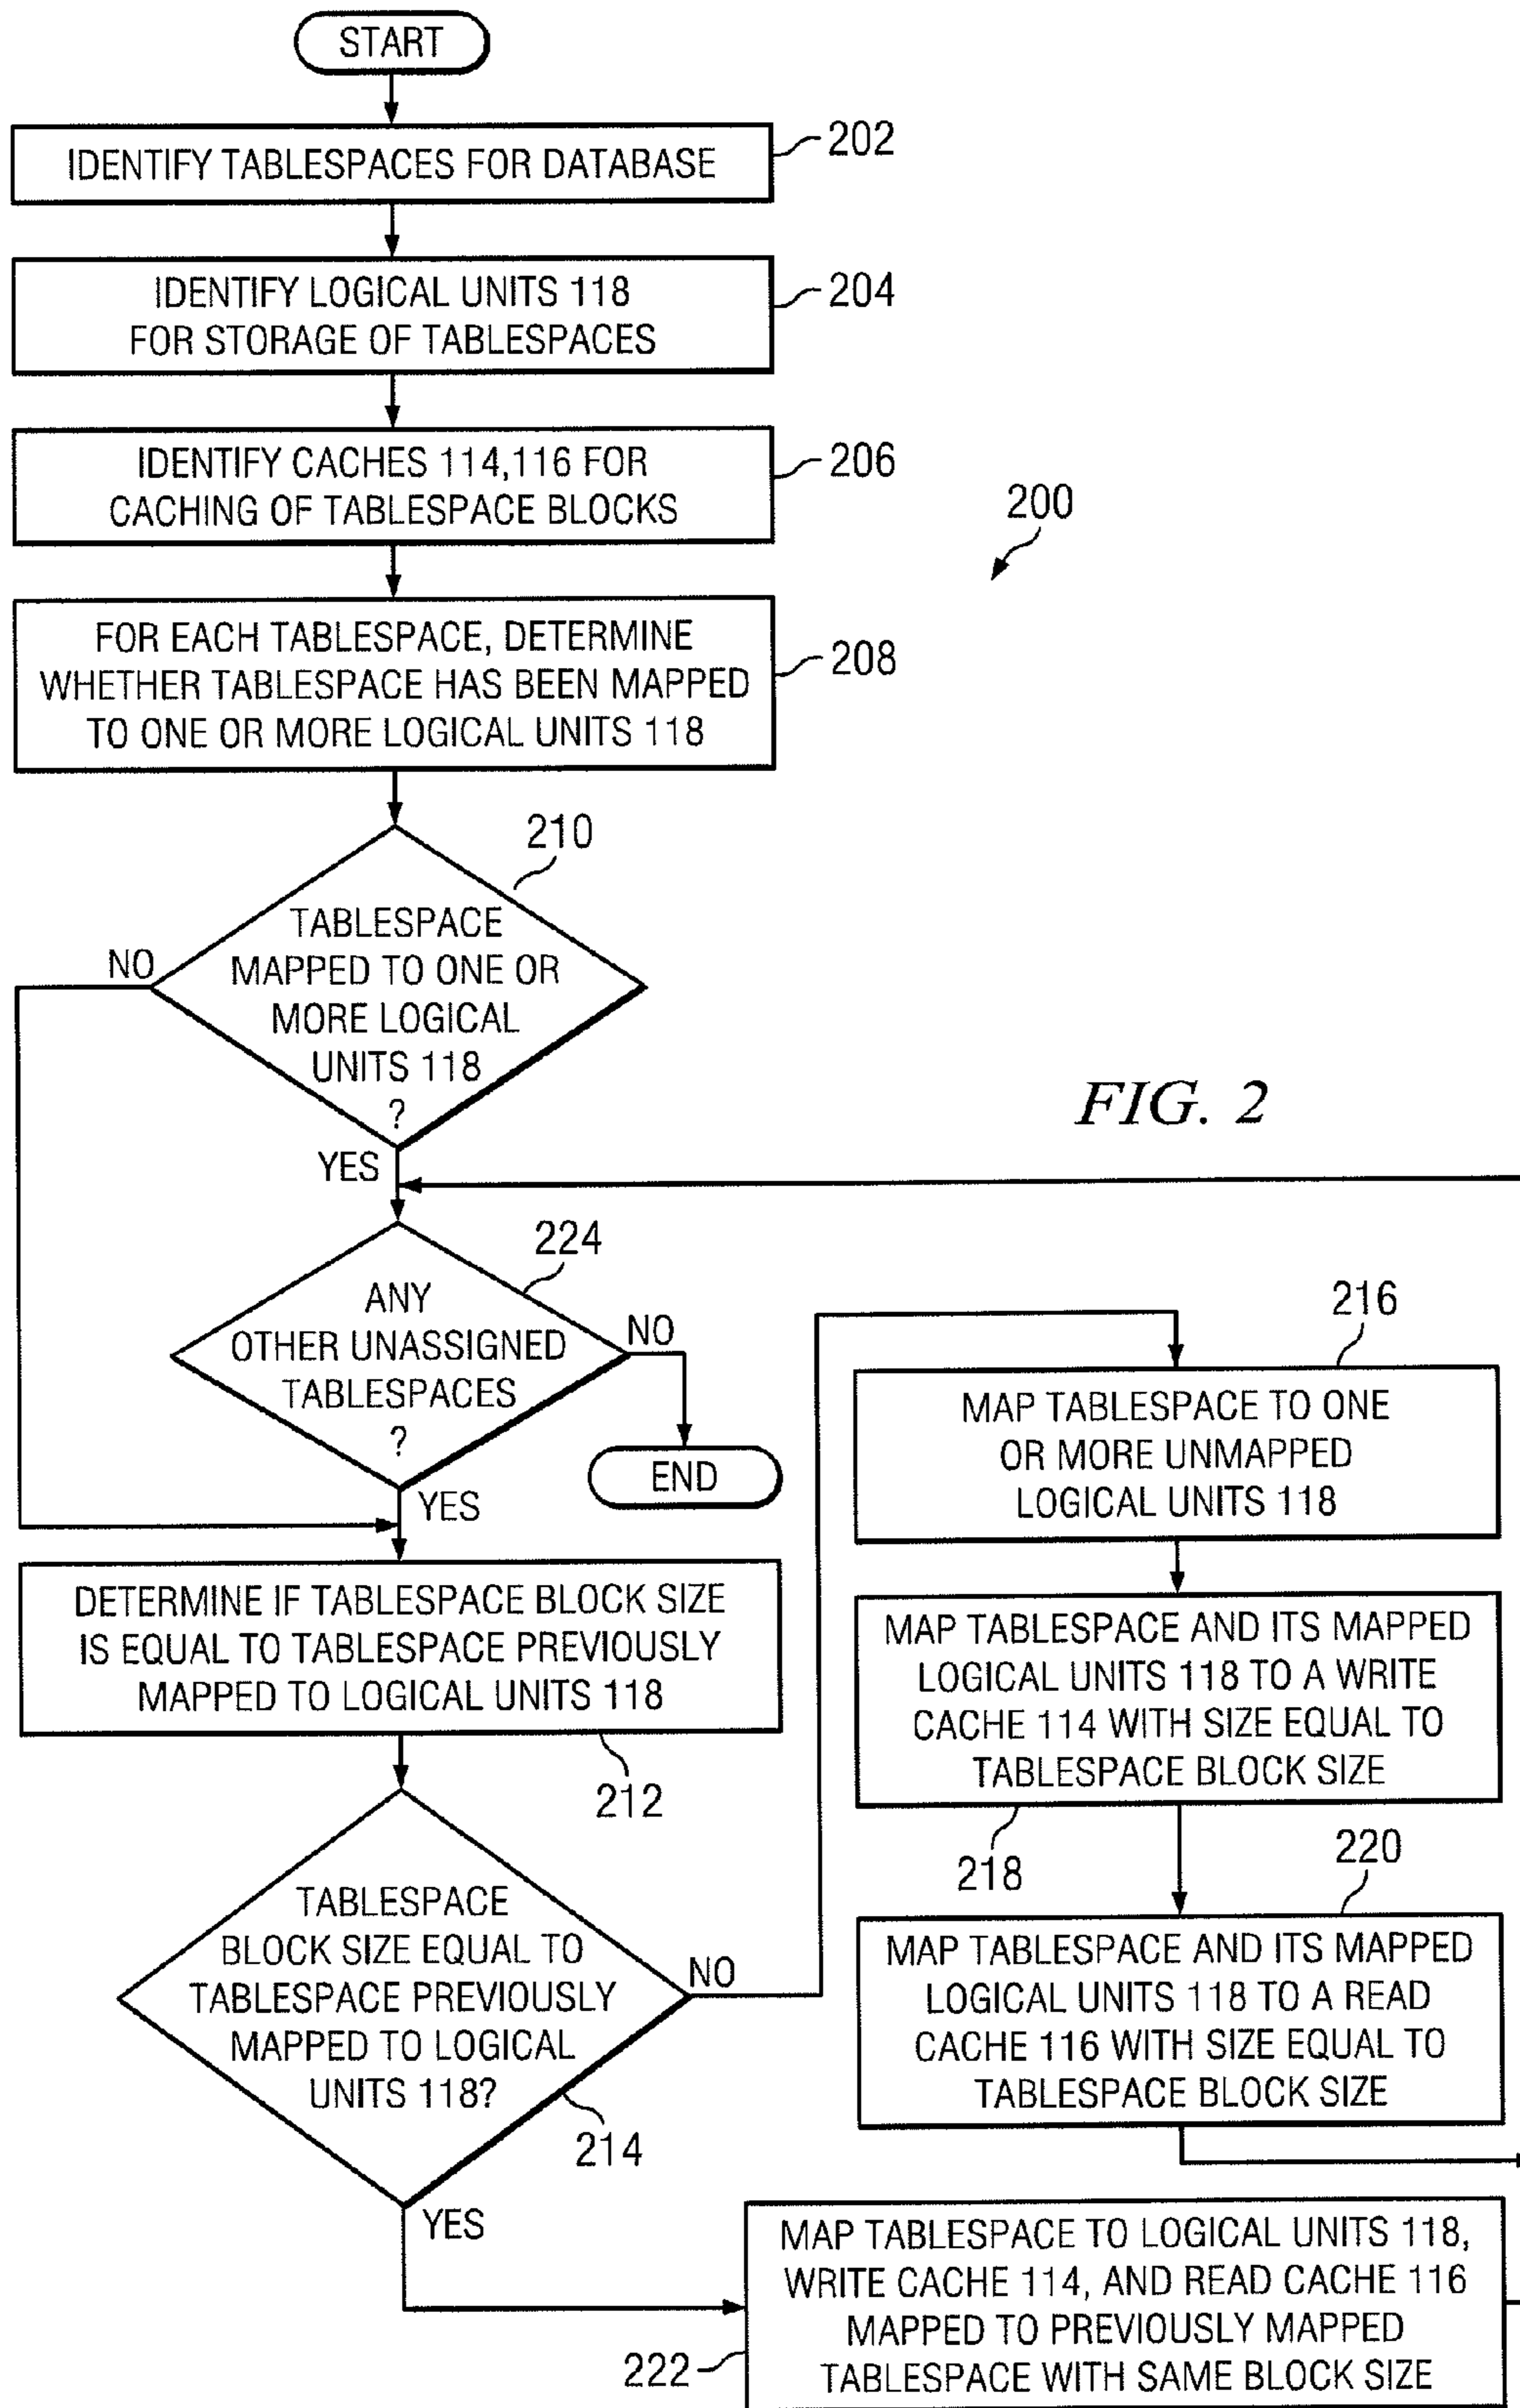 START
IDENTIFY TABLESPACES FOR DATABASE
202
IDENTIFY LOGICAL UNITS 118
FOR STORAGE OF TABLESPACES
204
IDENTIFY CACHES 114,116 FOR
CACHING OF TABLESPACE BLOCKS
206
200
FOR EACH TABLESPACE, DETERMINE
WHETHER TABLESPACE HAS BEEN MAPPED
TO ONE OR MORE LOGICAL UNITS 118
208
210
TABLESPACE
MAPPED TO ONE OR
MORE LOGICAL
UNITS 118
?
NO
YES
FIG. 2
224
ANY
OTHER UNASSIGNED
TABLESPACES
?
NO
END
YES
DETERMINE IF TABLESPACE BLOCK SIZE
IS EQUAL TO TABLESPACE PREVIOUSLY
MAPPED TO LOGICAL UNITS 118
212
TABLESPACE
BLOCK SIZE EQUAL TO
TABLESPACE PREVIOUSLY
MAPPED TO LOGICAL
UNITS 118?
214
NO
YES
216
MAP TABLESPACE TO ONE
OR MORE UNMAPPED
LOGICAL UNITS 118
MAP TABLESPACE AND ITS MAPPED
LOGICAL UNITS 118 TO A WRITE
CACHE 114 WITH SIZE EQUAL TO
TABLESPACE BLOCK SIZE
218
220
MAP TABLESPACE AND ITS MAPPED
LOGICAL UNITS 118 TO A READ
CACHE 116 WITH SIZE EQUAL TO
TABLESPACE BLOCK SIZE
MAP TABLESPACE TO LOGICAL UNITS 118,
WRITE CACHE 114, AND READ CACHE 116
MAPPED TO PREVIOUSLY MAPPED
TABLESPACE WITH SAME BLOCK SIZE
222